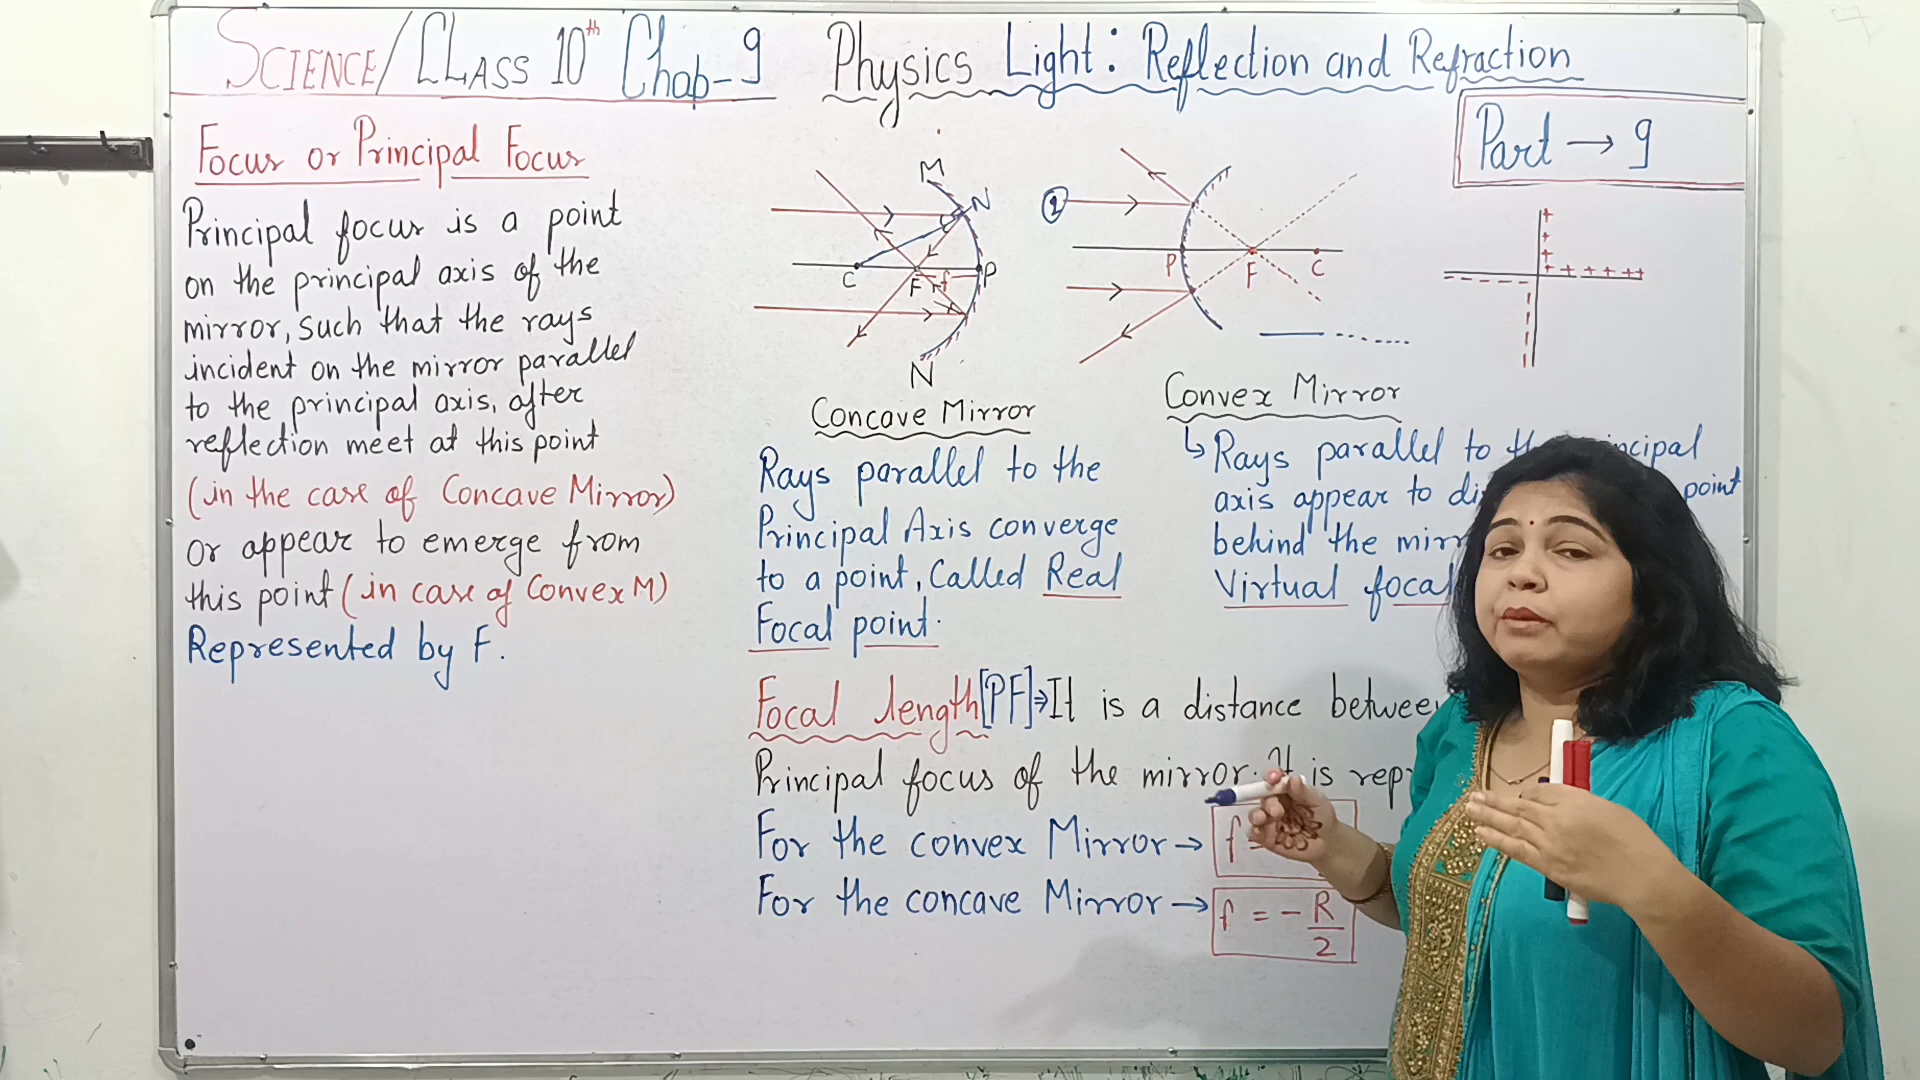 SCIENCE/CLASS 10th Chap-9 Physics Light: Reflection and Refraction
Part → 9
Focus or Principal Focus
Principal focus is a point
on the principal axis of the
mirror, such that the rays
incident on the mirror parallel
to the principal axis, after
reflection meet at this point
(in the case of Concave Mirror)
or appear to emerge from
this point (in case of Convex M)
Represented by F.
M
N
C
F
f
P
N
Concave Mirror
Rays parallel to the
Principal Axis converge
to a point, Called Real
Focal point.
2
P
F
C
Convex Mirror
↳ Rays parallel to
axis appear to point
behind the
Virtual focal
+
+
+
+
+ + + + + +
Focal length [PF] ⇒ It is a distance
Principal focus of the mirror. It is
For the convex Mirror → f =
For the concave Mirror → f = - R/2